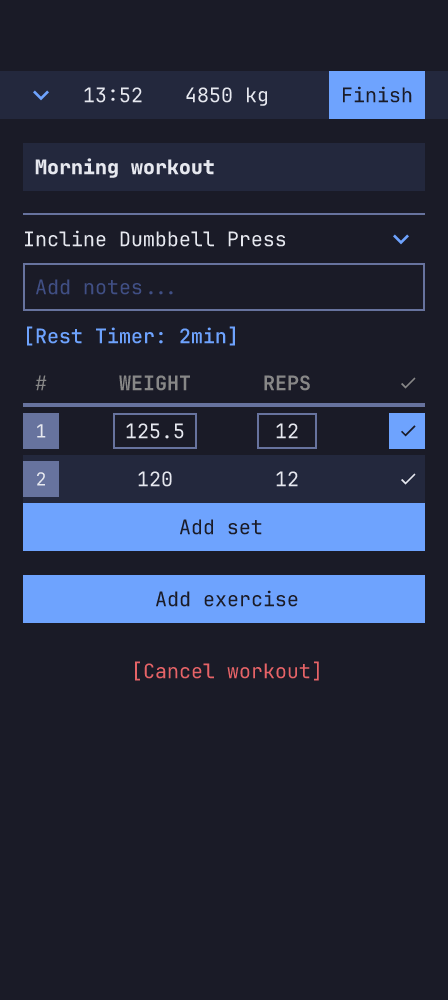 13:52 4850 kg Finish
Morning workout
Incline Dumbbell Press
Add notes...
[Rest Timer: 2min]
# WEIGHT REPS ✓
1 125.5 12 ✓
2 120 12 ✓
Add set
Add exercise
[Cancel workout]